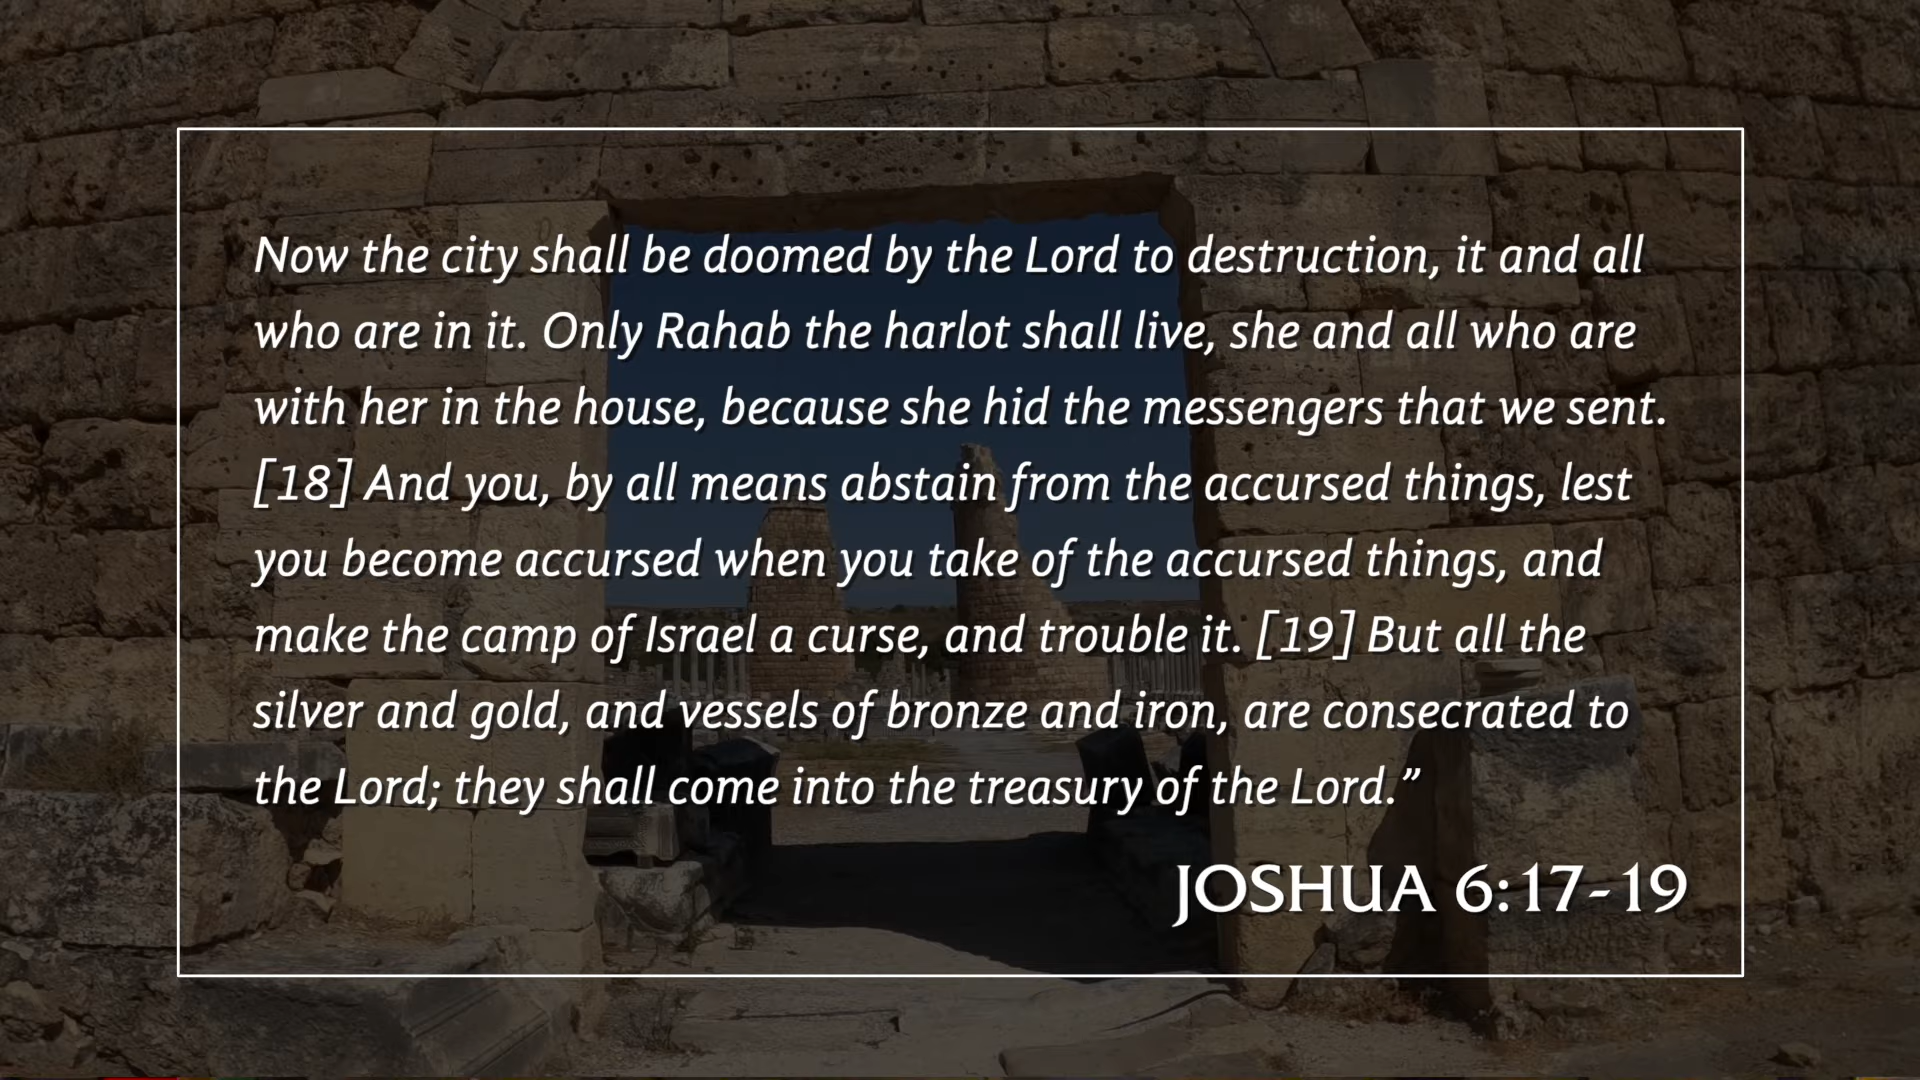 Now the city shall be doomed by the Lord to destruction, it and all
who are in it. Only Rahab the harlot shall live, she and all who are
with her in the house, because she hid the messengers that we sent.
[18] And you, by all means abstain from the accursed things, lest
you become accursed when you take of the accursed things, and
make the camp of Israel a curse, and trouble it. [19] But all the
silver and gold, and vessels of bronze and iron, are consecrated to
the Lord; they shall come into the treasury of the Lord.”
JOSHUA 6:17-19